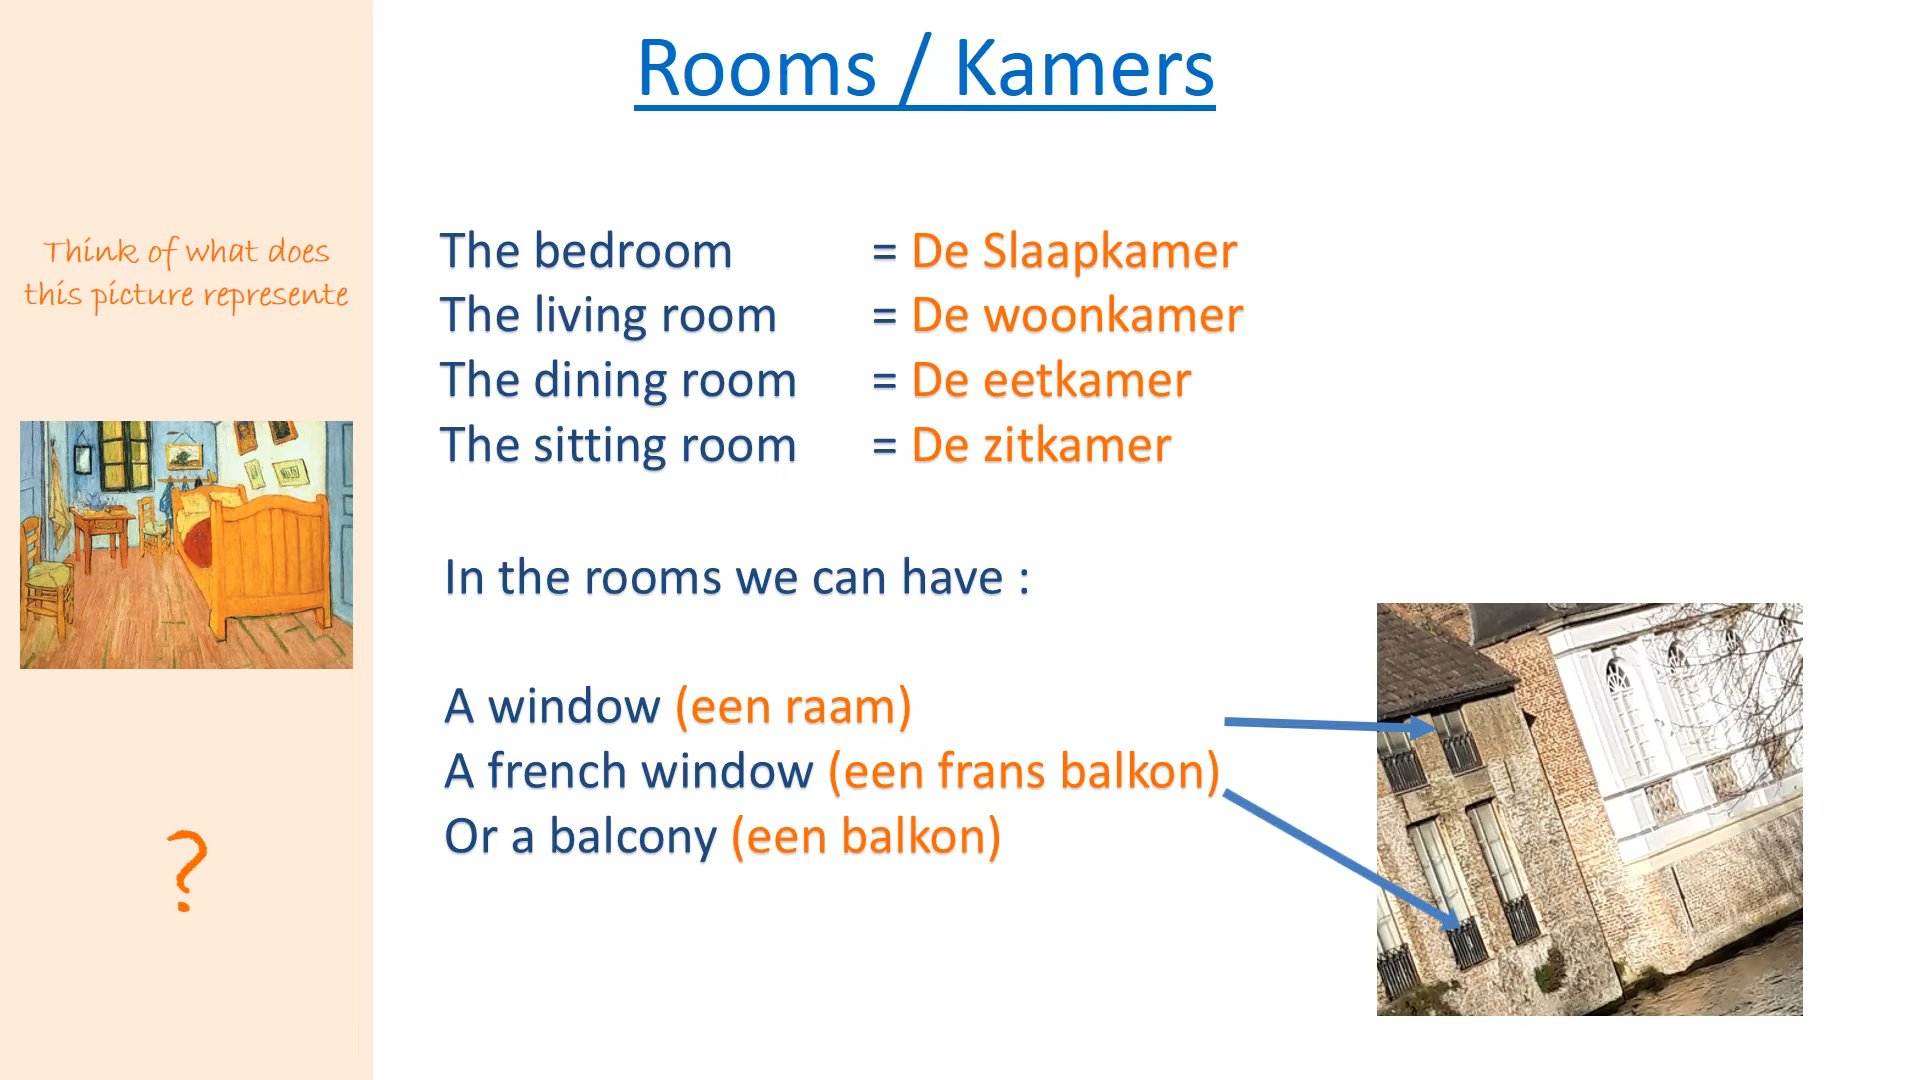 Rooms / Kamers
Think of what does
this picture represente
?
The bedroom = De Slaapkamer
The living room = De woonkamer
The dining room = De eetkamer
The sitting room = De zitkamer
In the rooms we can have :
A window (een raam)
A french window (een frans balkon)
Or a balcony (een balkon)